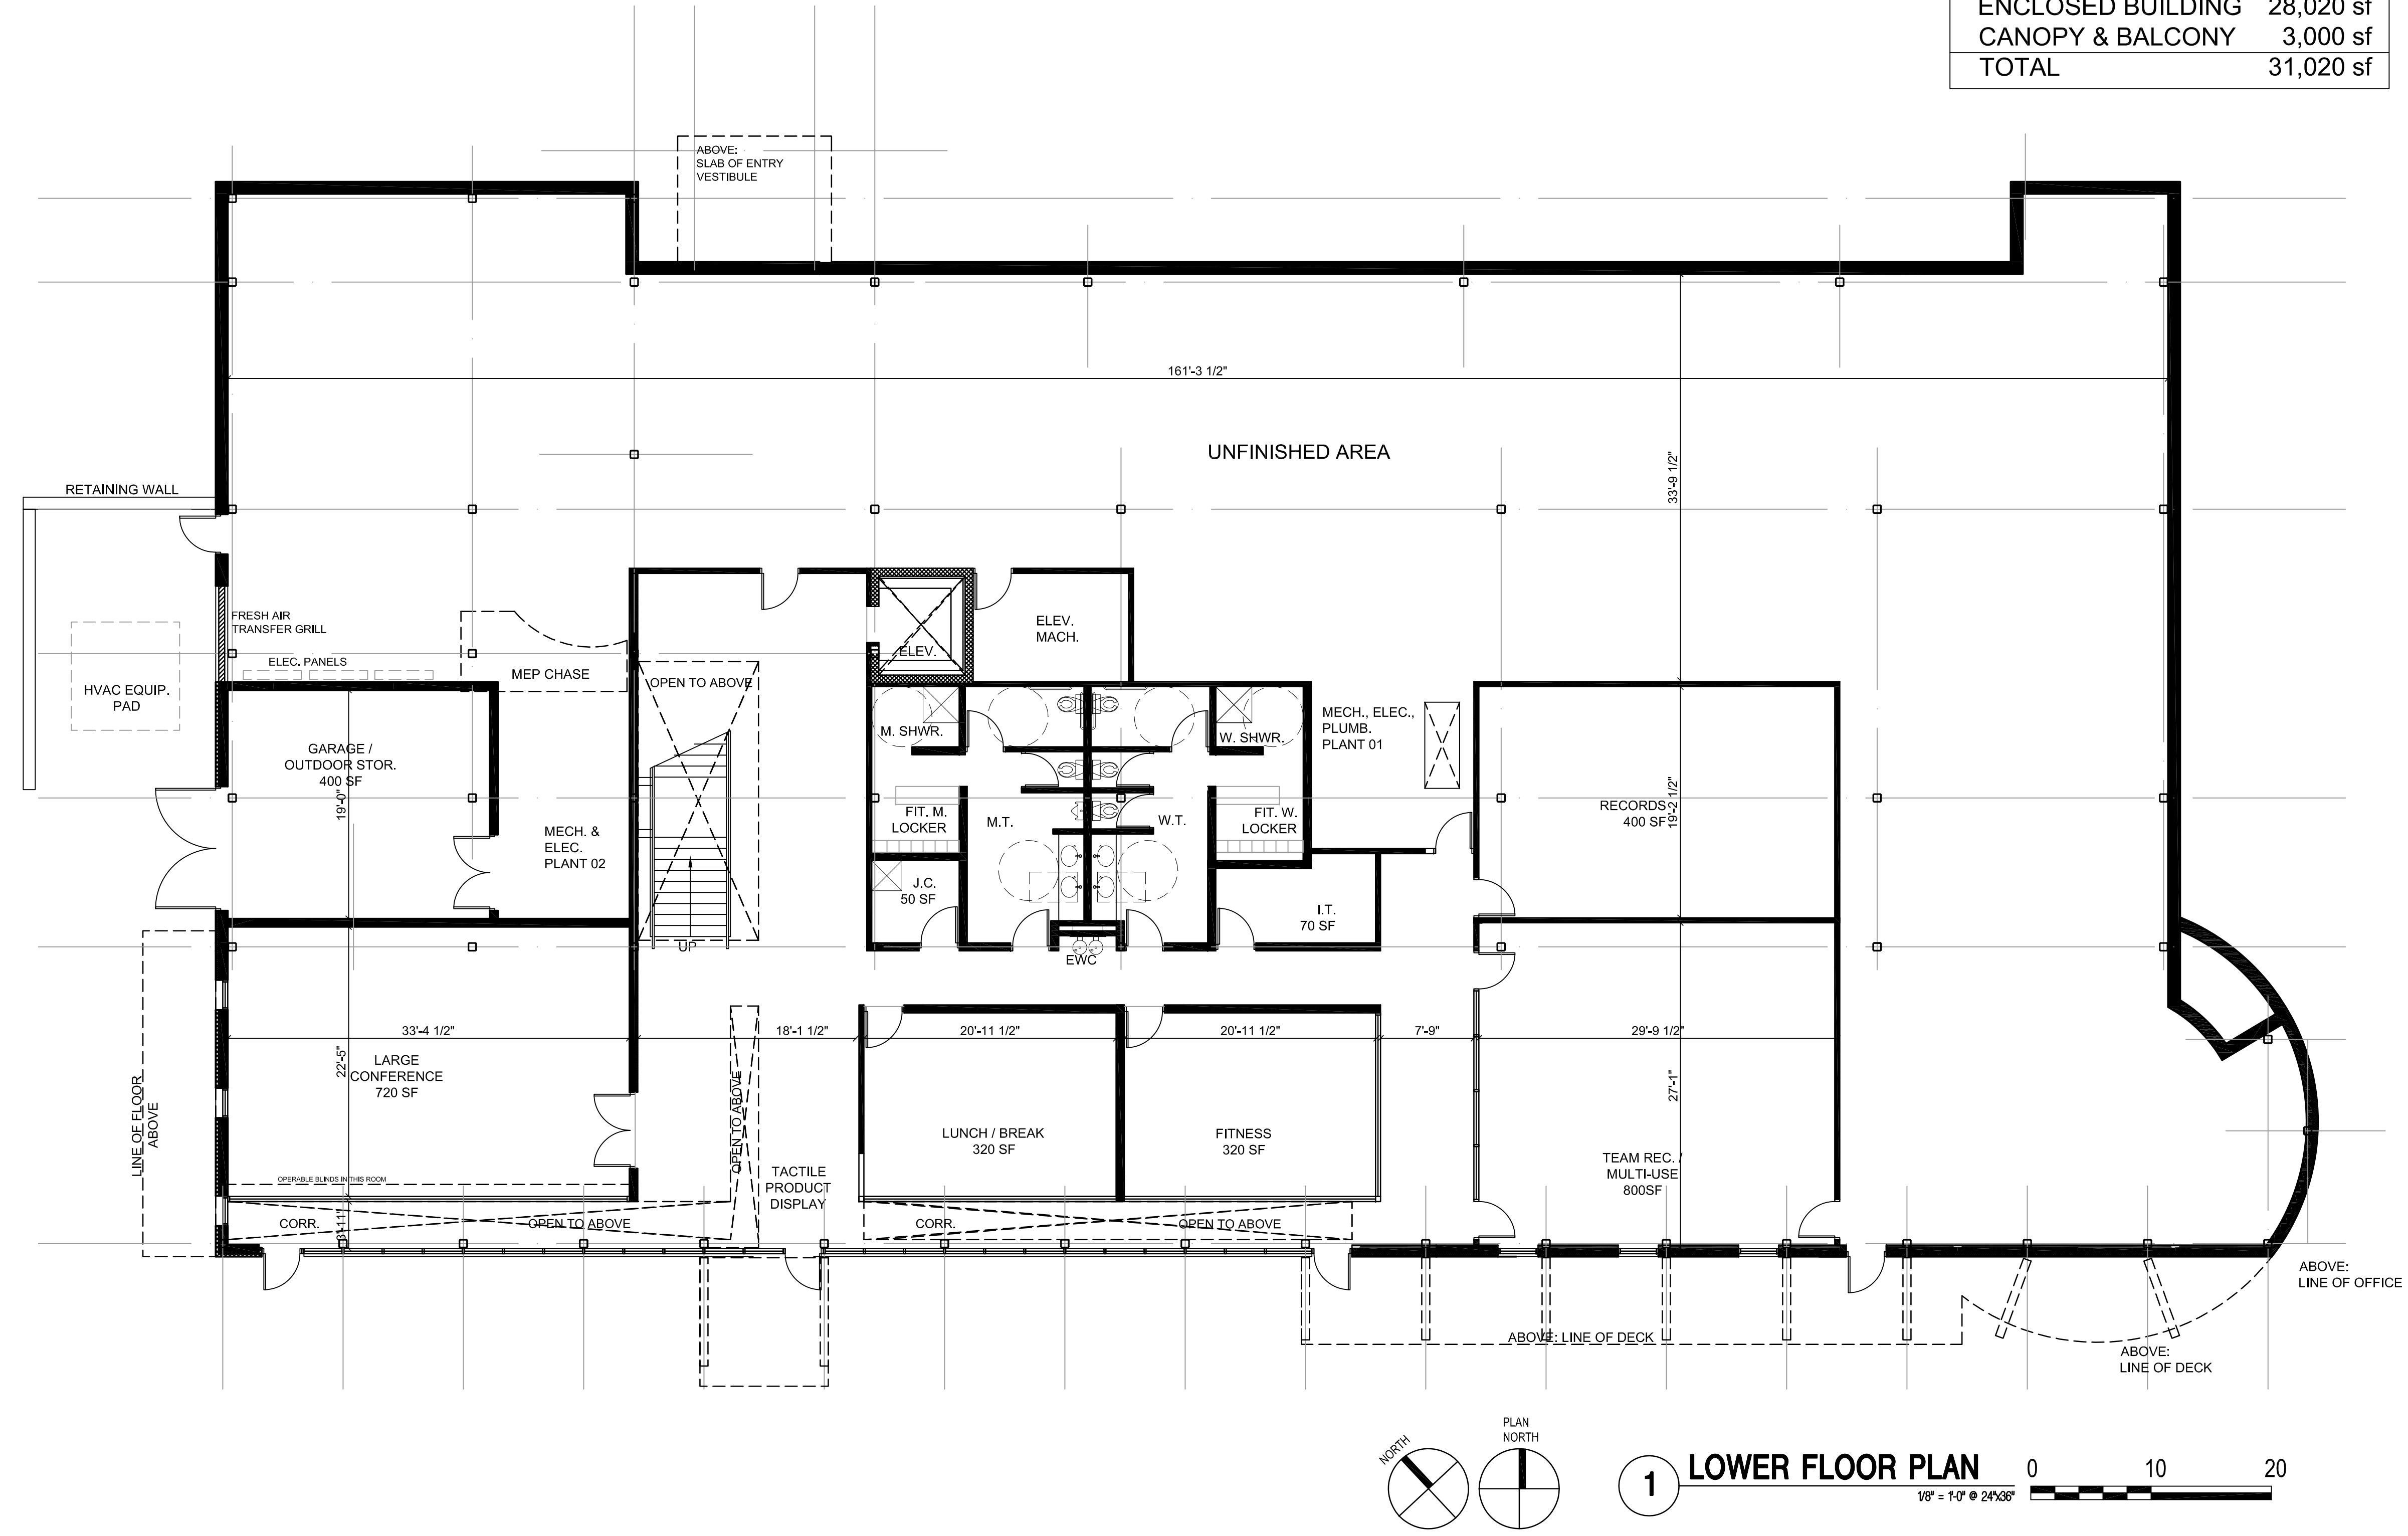 ENCLOSED BUILDING 28,020 sf
CANOPY & BALCONY 3,000 sf
TOTAL 31,020 sf
ABOVE:
SLAB OF ENTRY
VESTIBULE
161'-3 1/2"
UNFINISHED AREA
33'-9 1/2"
RETAINING WALL
FRESH AIR
TRANSFER GRILL
ELEC. PANELS
MEP CHASE
HVAC EQUIP.
PAD
OPEN TO ABOVE
ELEV.
ELEV.
MACH.
GARAGE /
OUTDOOR STOR.
400 SF
19'-0"
MECH. &
ELEC.
PLANT 02
UP
M. SHWR.
W. SHWR.
FIT. M.
LOCKER
M.T.
W.T.
FIT. W.
LOCKER
J.C.
50 SF
I.T.
70 SF
EWC
MECH., ELEC.,
PLUMB.
PLANT 01
RECORDS
400 SF
19'-2 1/2"
33'-4 1/2"
18'-1 1/2"
20'-11 1/2"
20'-11 1/2"
7'-9"
29'-9 1/2"
22'-5"
LARGE
CONFERENCE
720 SF
LINE OF FLOOR
ABOVE
OPERABLE BLINDS IN THIS ROOM
OPEN TO ABOVE
TACTILE
PRODUCT
DISPLAY
LUNCH / BREAK
320 SF
FITNESS
320 SF
27'-1"
TEAM REC. /
MULTI-USE
800SF
CORR.
3'-11"
OPEN TO ABOVE
CORR.
OPEN TO ABOVE
ABOVE:
LINE OF OFFICE
ABOVE: LINE OF DECK
ABOVE:
LINE OF DECK
NORTH
PLAN
NORTH
1
LOWER FLOOR PLAN
1/8" = 1'-0" @ 24"x36"
0 10 20